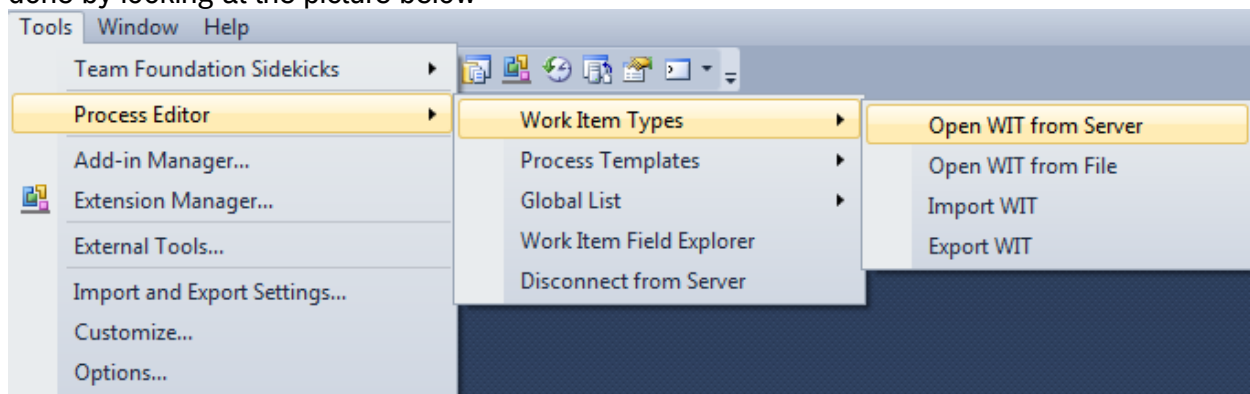 done by looking at the picture below
Tools Window Help
Team Foundation Sidekicks
Process Editor
Add-in Manager...
Extension Manager...
External Tools...
Import and Export Settings...
Customize...
Options...
Work Item Types
Process Templates
Global List
Work Item Field Explorer
Disconnect from Server
Open WIT from Server
Open WIT from File
Import WIT
Export WIT